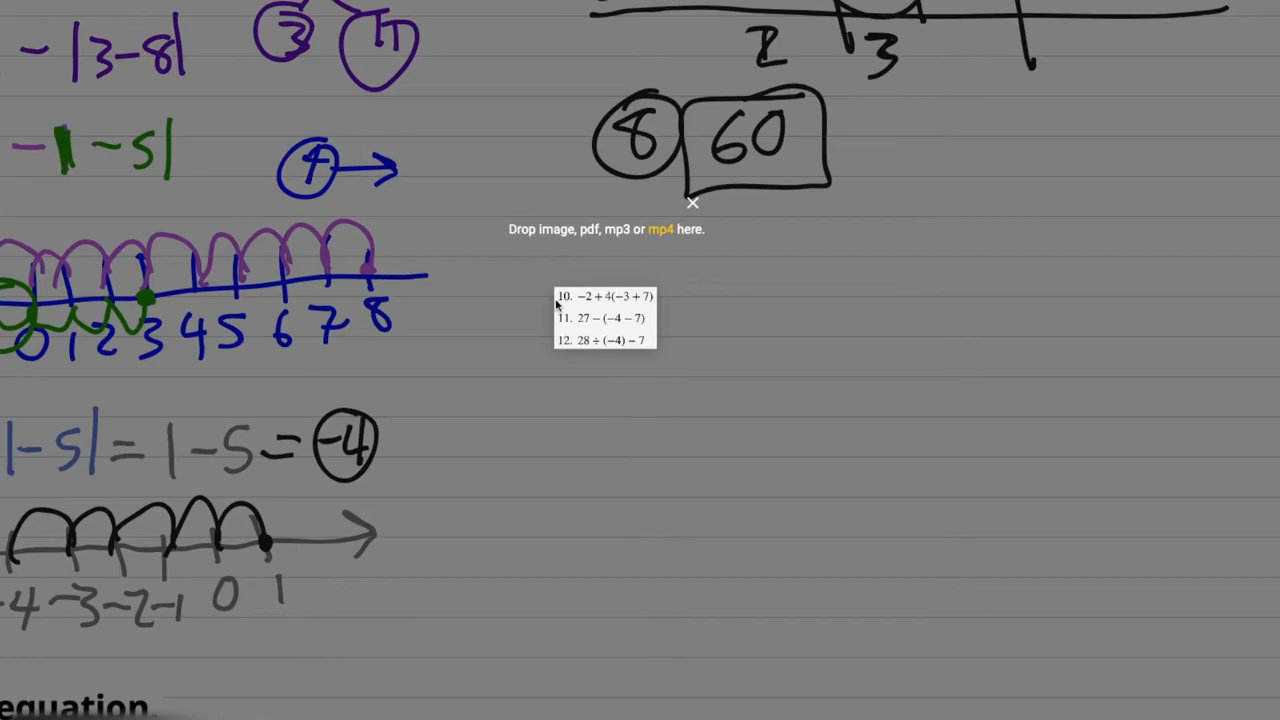 - |3-8|
3
11
- |-5|
4
0 1 2 3 4 5 6 7 8
|-5| = 1-5 = -4
-4 -3 -2 -1 0 1
equation
3
8 60
Drop image, pdf, mp3 or mp4 here.
10. −2 + 4(−3 + 7)
11. 27 − (−4 − 7)
12. 28 ÷ (−4) − 7